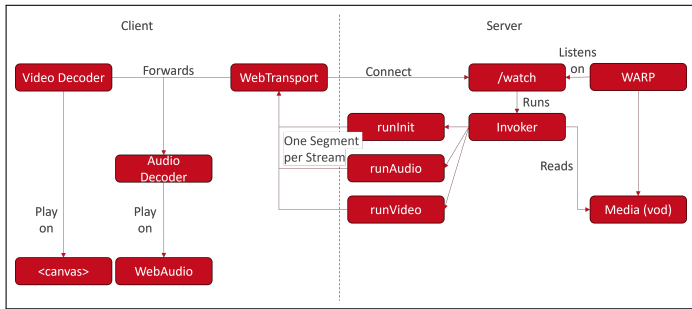 Client
Server
Listens
on
Video Decoder
Forwards
WebTransport
Connect
/watch
WARP
Runs
runInit
Invoker
One Segment
per Stream
Audio
Decoder
runAudio
Reads
Play
on
Play
on
runVideo
Media (vod)
<canvas>
WebAudio